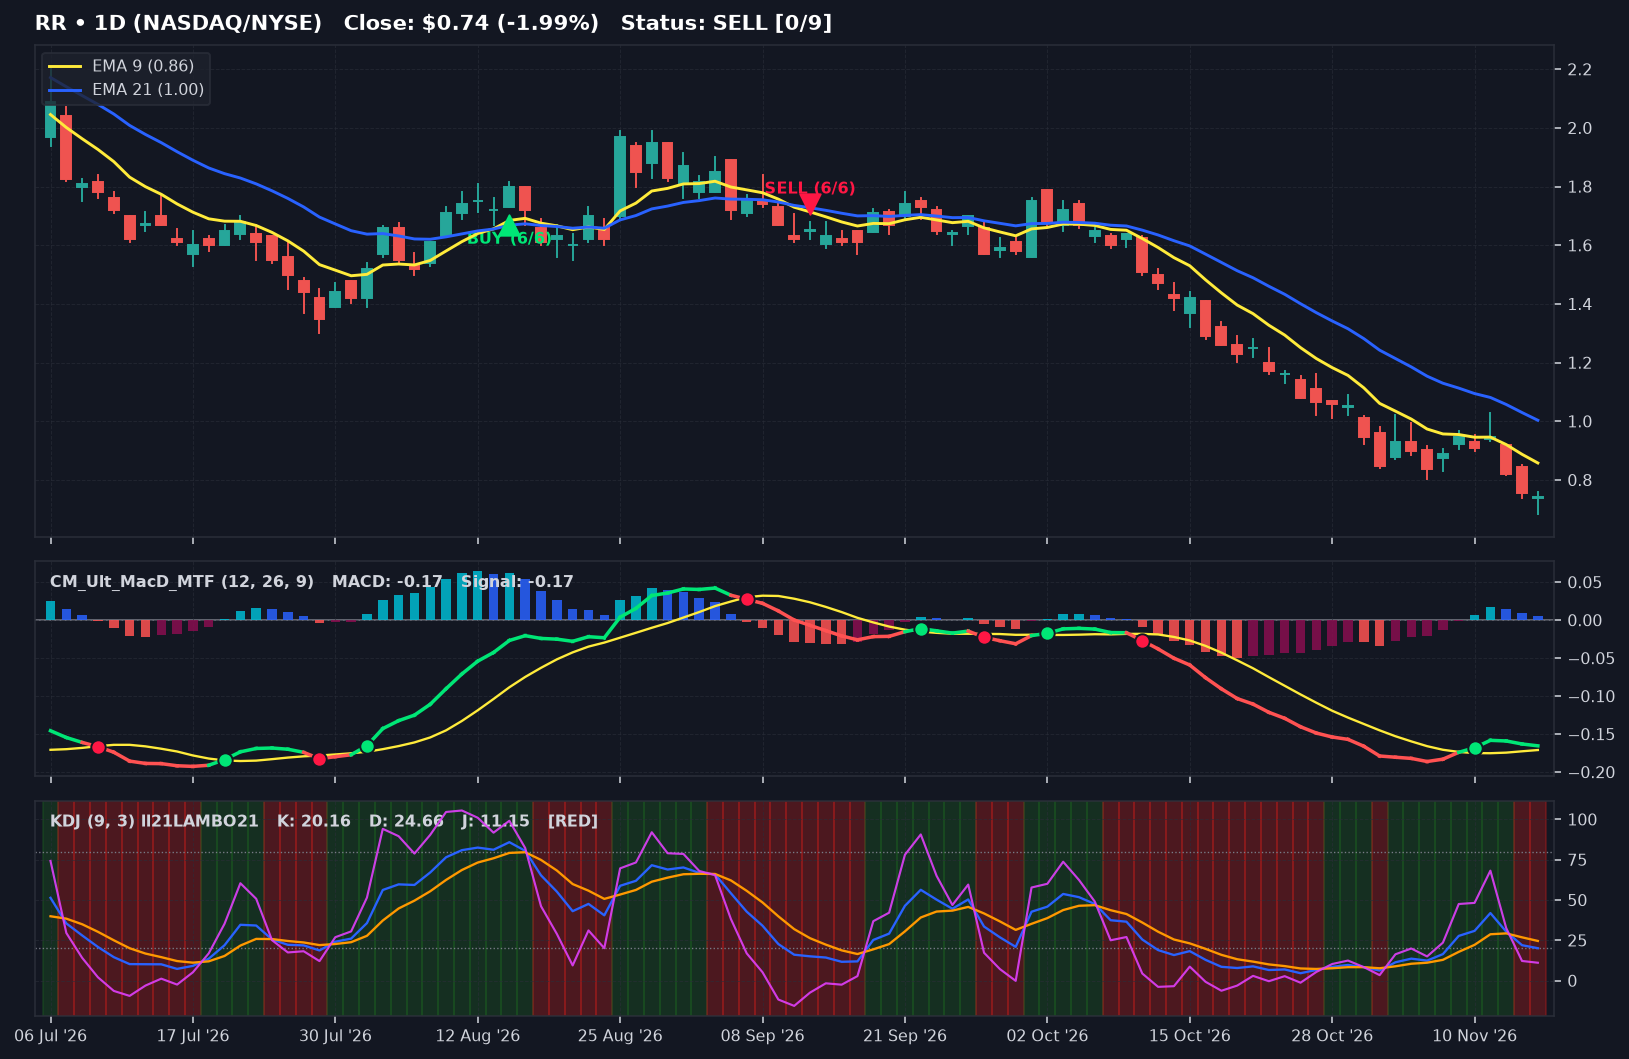 RR • 1D (NASDAQ/NYSE)   Close: $0.74 (-1.99%)   Status: SELL [0/9]
EMA 9 (0.86)
EMA 21 (1.00)
2.2
2.0
1.8
1.6
1.4
1.2
1.0
0.8
SELL (6/6)
BUY (6/6)
CM_Ult_MacD_MTF (12, 26, 9)   MACD: -0.17   Signal: -0.17
0.05
0.00
−0.05
−0.10
−0.15
−0.20
KDJ (9, 3) II21LAMBO21   K: 20.16   D: 24.66   J: 11.15   [RED]
100
75
50
25
0
06 Jul '26
17 Jul '26
30 Jul '26
12 Aug '26
25 Aug '26
08 Sep '26
21 Sep '26
02 Oct '26
15 Oct '26
28 Oct '26
10 Nov '26